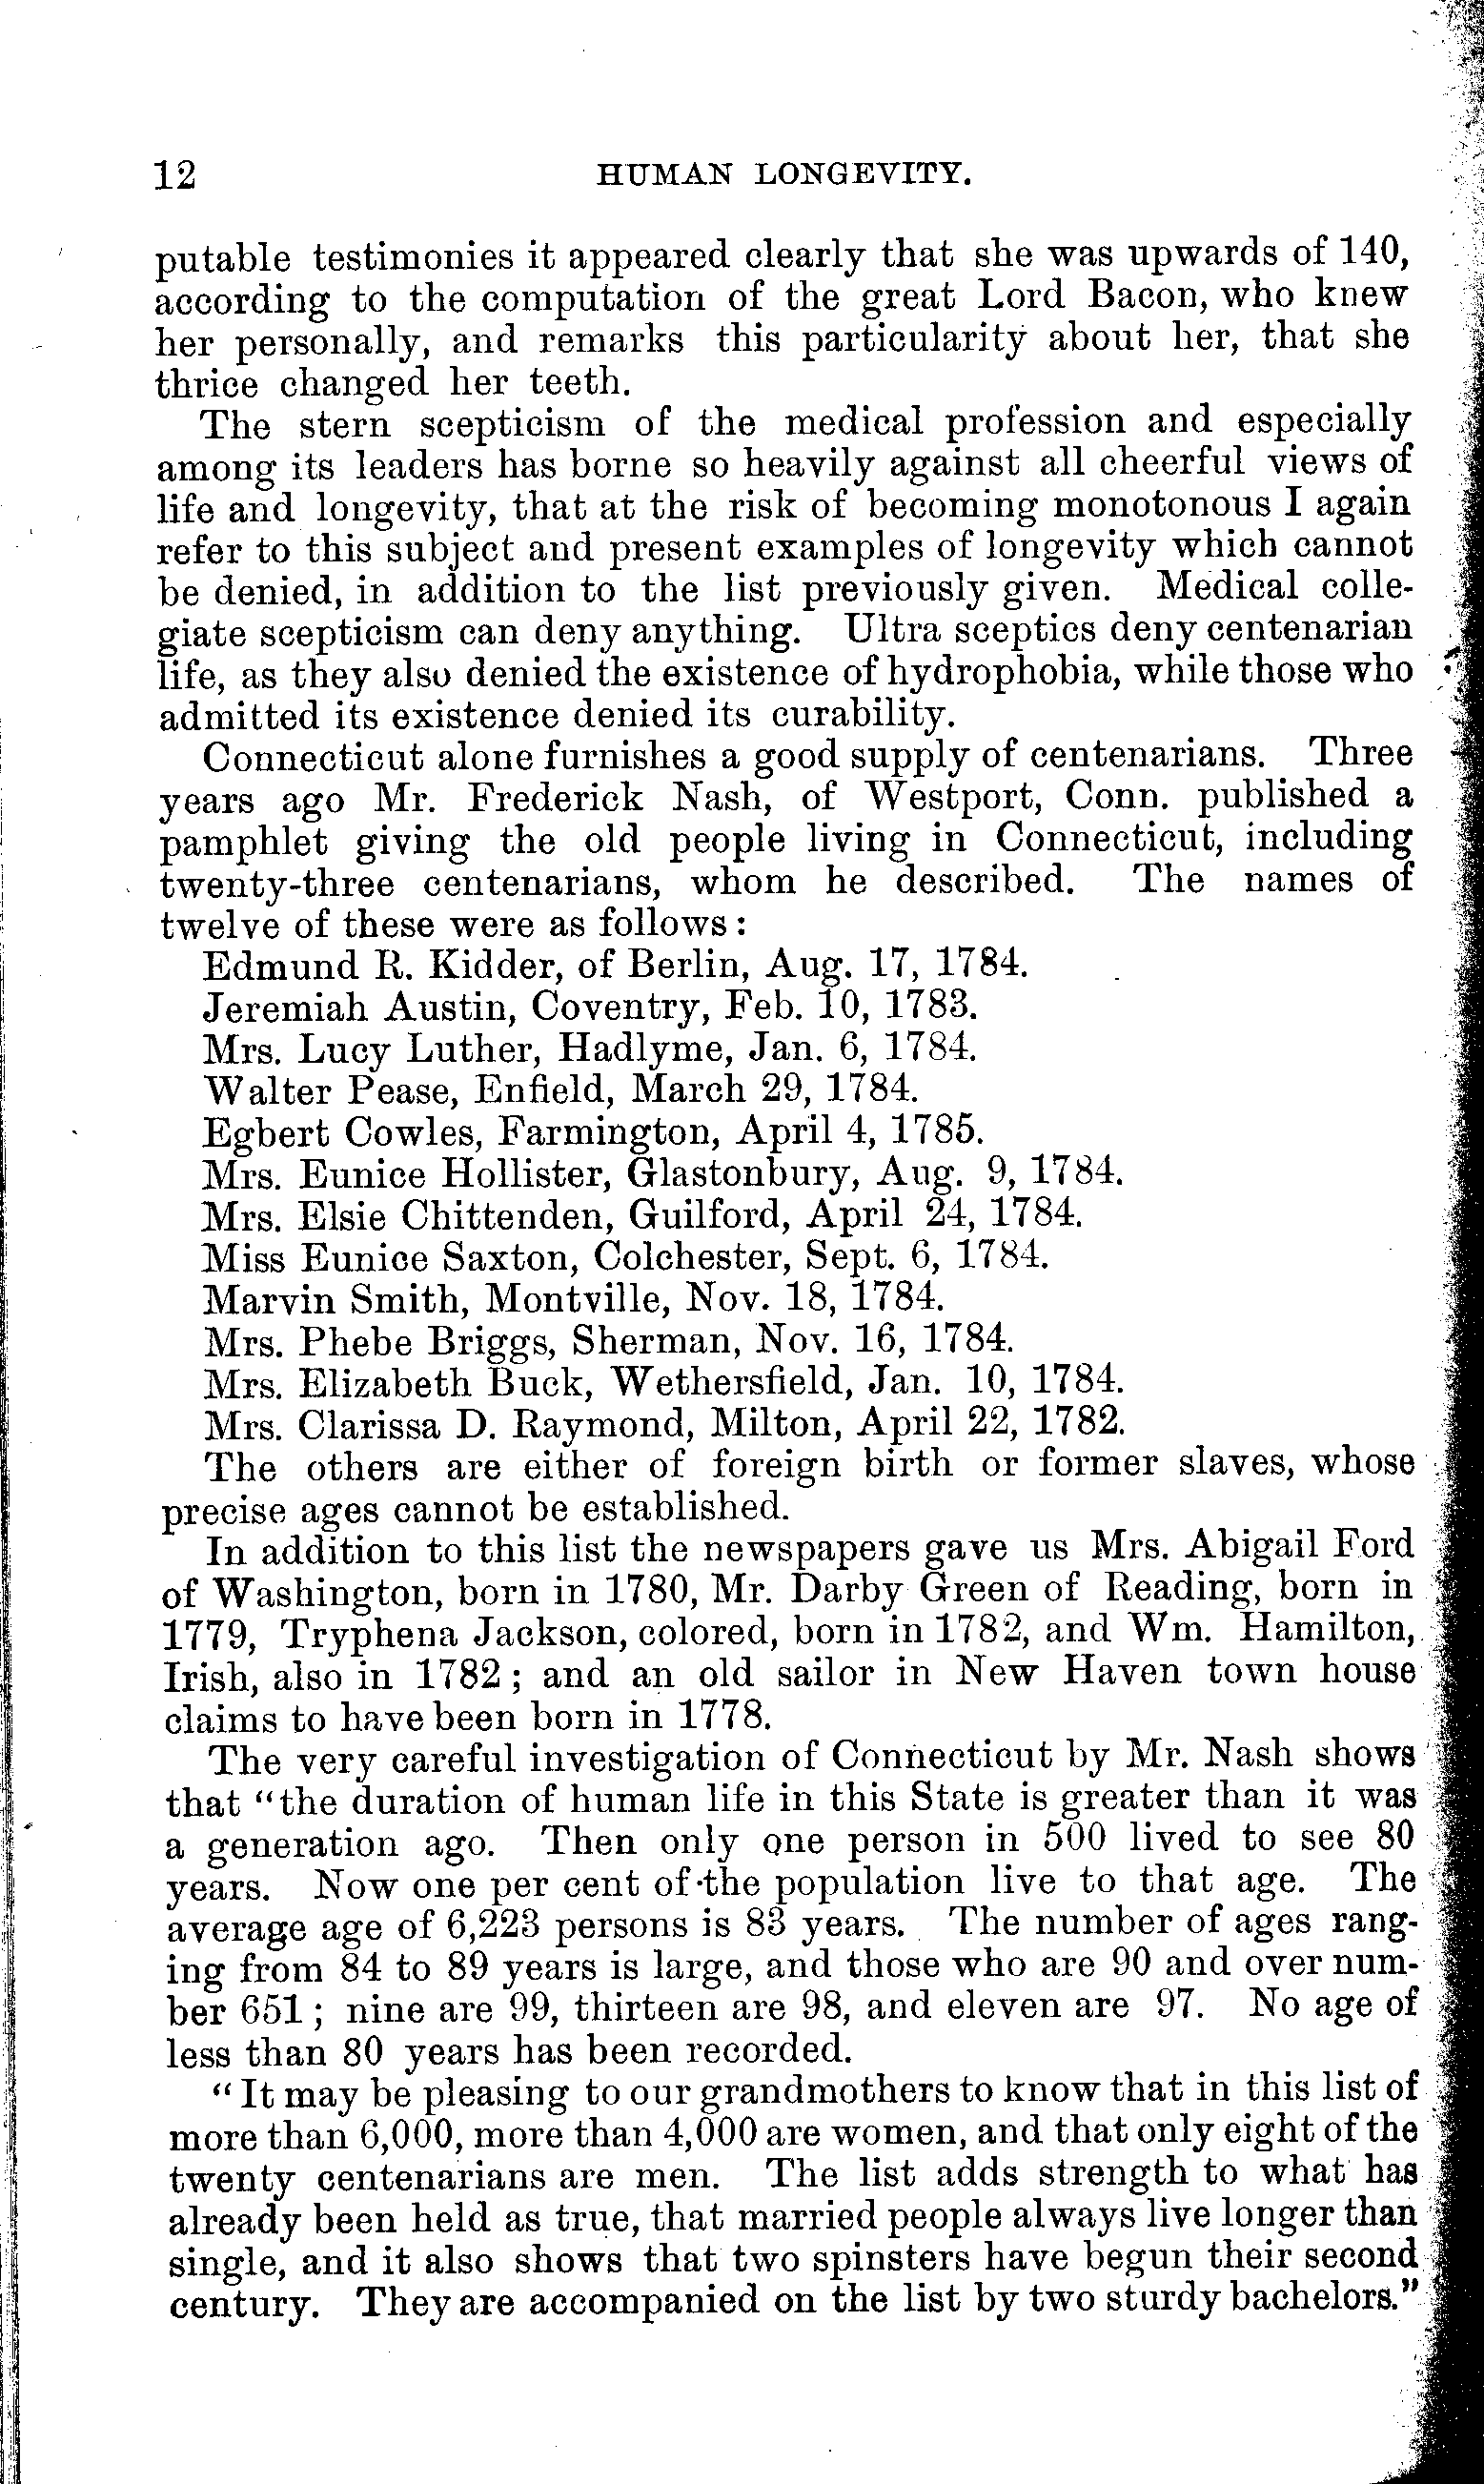 12 HUMAN LONGEVITY.
putable testimonies it appeared clearly that she was upwards of 140,
according to the computation of the great Lord Bacon, who knew
her personally, and remarks this particularity about her, that she
thrice changed her teeth.
The stern scepticism of the medical profession and especially
among its leaders has borne so heavily against all cheerful views of
life and longevity, that at the risk of becoming monotonous I again
refer to this subject and present examples of longevity which cannot
be denied, in addition to the list previously given. Medical colle-
giate scepticism can deny anything. Ultra sceptics deny centenarian
life, as they also denied the existence of hydrophobia, while those who
admitted its existence denied its curability.
Connecticut alone furnishes a good supply of centenarians. Three
years ago Mr. Frederick Nash, of Westport, Conn. published a
pamphlet giving the old people living in Connecticut, including
twenty-three centenarians, whom he described. The names of
twelve of these were as follows:
Edmund R. Kidder, of Berlin, Aug. 17, 1784.
Jeremiah Austin, Coventry, Feb. 10, 1783.
Mrs. Lucy Luther, Hadlyme, Jan. 6, 1784.
Walter Pease, Enfield, March 29, 1784.
Egbert Cowles, Farmington, April 4, 1785.
Mrs. Eunice Hollister, Glastonbury, Aug. 9, 1784.
Mrs. Elsie Chittenden, Guilford, April 24, 1784.
Miss Eunice Saxton, Colchester, Sept. 6, 1784.
Marvin Smith, Montville, Nov. 18, 1784.
Mrs. Phebe Briggs, Sherman, Nov. 16, 1784.
Mrs. Elizabeth Buck, Wethersfield, Jan. 10, 1784.
Mrs. Clarissa D. Raymond, Milton, April 22, 1782.
The others are either of foreign birth or former slaves, whose
precise ages cannot be established.
In addition to this list the newspapers gave us Mrs. Abigail Ford
of Washington, born in 1780, Mr. Darby Green of Reading, born in
1779, Tryphena Jackson, colored, born in 1782, and Wm. Hamilton,
Irish, also in 1782; and an old sailor in New Haven town house
claims to have been born in 1778.
The very careful investigation of Connecticut by Mr. Nash shows
that "the duration of human life in this State is greater than it was
a generation ago. Then only one person in 500 lived to see 80
years. Now one per cent of the population live to that age. The
average age of 6,223 persons is 83 years. The number of ages rang-
ing from 84 to 89 years is large, and those who are 90 and over num-
ber 651; nine are 99, thirteen are 98, and eleven are 97. No age of
less than 80 years has been recorded.
"It may be pleasing to our grandmothers to know that in this list of
more than 6,000, more than 4,000 are women, and that only eight of the
twenty centenarians are men. The list adds strength to what has
already been held as true, that married people always live longer than
single, and it also shows that two spinsters have begun their second
century. They are accompanied on the list by two sturdy bachelors."